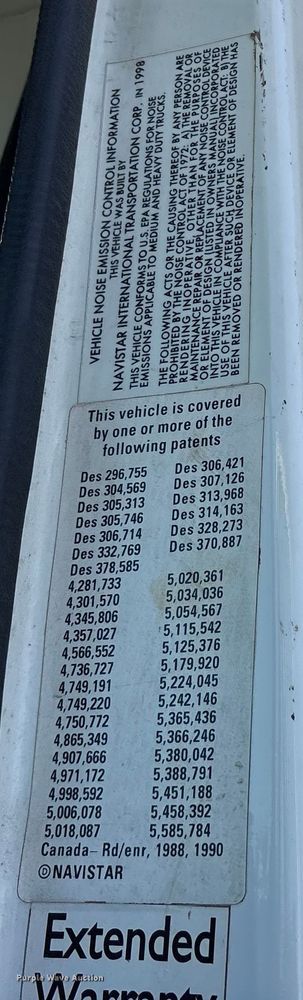 VEHICLE NOISE EMISSION CONTROL INFORMATION
THIS VEHICLE WAS BUILT BY
NAVISTAR INTERNATIONAL TRANSPORTATION CORP. IN 1998
THIS VEHICLE CONFORMS TO U.S. EPA REGULATIONS FOR NOISE
EMISSIONS APPLICABLE TO MEDIUM AND HEAVY DUTY TRUCKS.
THE FOLLOWING ACTS OR THE CAUSING THEREOF BY ANY PERSON ARE
PROHIBITED BY THE NOISE CONTROL ACT OF 1972: A) THE REMOVAL OR
RENDERING INOPERATIVE, OTHER THAN FOR THE PURPOSES OF
MAINTENANCE, REPAIR OR REPLACEMENT OF ANY NOISE CONTROL DEVICE
OR ELEMENT OF DESIGN (LISTED IN THE OWNERS MANUAL) INCORPORATED
INTO THIS VEHICLE IN COMPLIANCE WITH THE NOISE CONTROL ACT; B) THE
USE OF THIS VEHICLE AFTER SUCH DEVICE OR ELEMENT OF DESIGN HAS
BEEN REMOVED OR RENDERED INOPERATIVE.
This vehicle is covered
by one or more of the
following patents
Des 296,755
Des 304,569
Des 305,313
Des 305,746
Des 306,714
Des 332,769
Des 378,585
4,281,733
4,301,570
4,345,806
4,357,027
4,566,552
4,736,727
4,749,191
4,749,220
4,750,772
4,865,349
4,907,666
4,971,172
4,998,592
5,006,078
5,018,087
Des 306,421
Des 307,126
Des 313,968
Des 314,163
Des 328,273
Des 370,887
5,020,361
5,034,036
5,054,567
5,115,542
5,125,376
5,179,920
5,224,045
5,242,146
5,365,436
5,366,246
5,380,042
5,388,791
5,451,188
5,458,392
5,585,784
Canada– Rd/enr, 1988, 1990
©NAVISTAR
Extended
Warranty
Purple Wave Auction